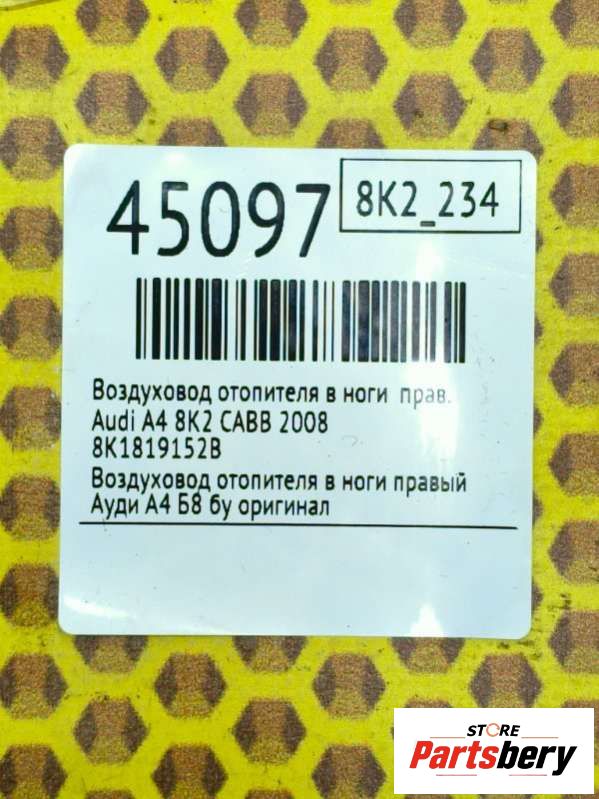 45097
8K2_234
Воздуховод отопителя в ноги прав.
Audi A4 8K2 CABB 2008
8K1819152B
Воздуховод отопителя в ноги правый
Ауди А4 Б8 бу оригинал
STORE
Partsbery